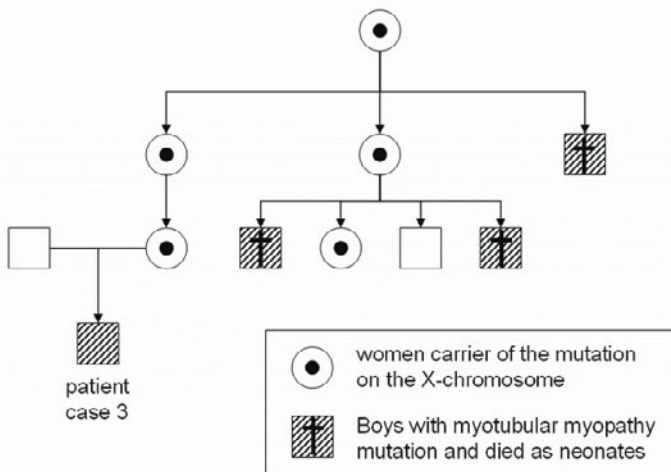 patient
case 3
women carrier of the mutation
on the X-chromosome
Boys with myotubular myopathy
mutation and died as neonates